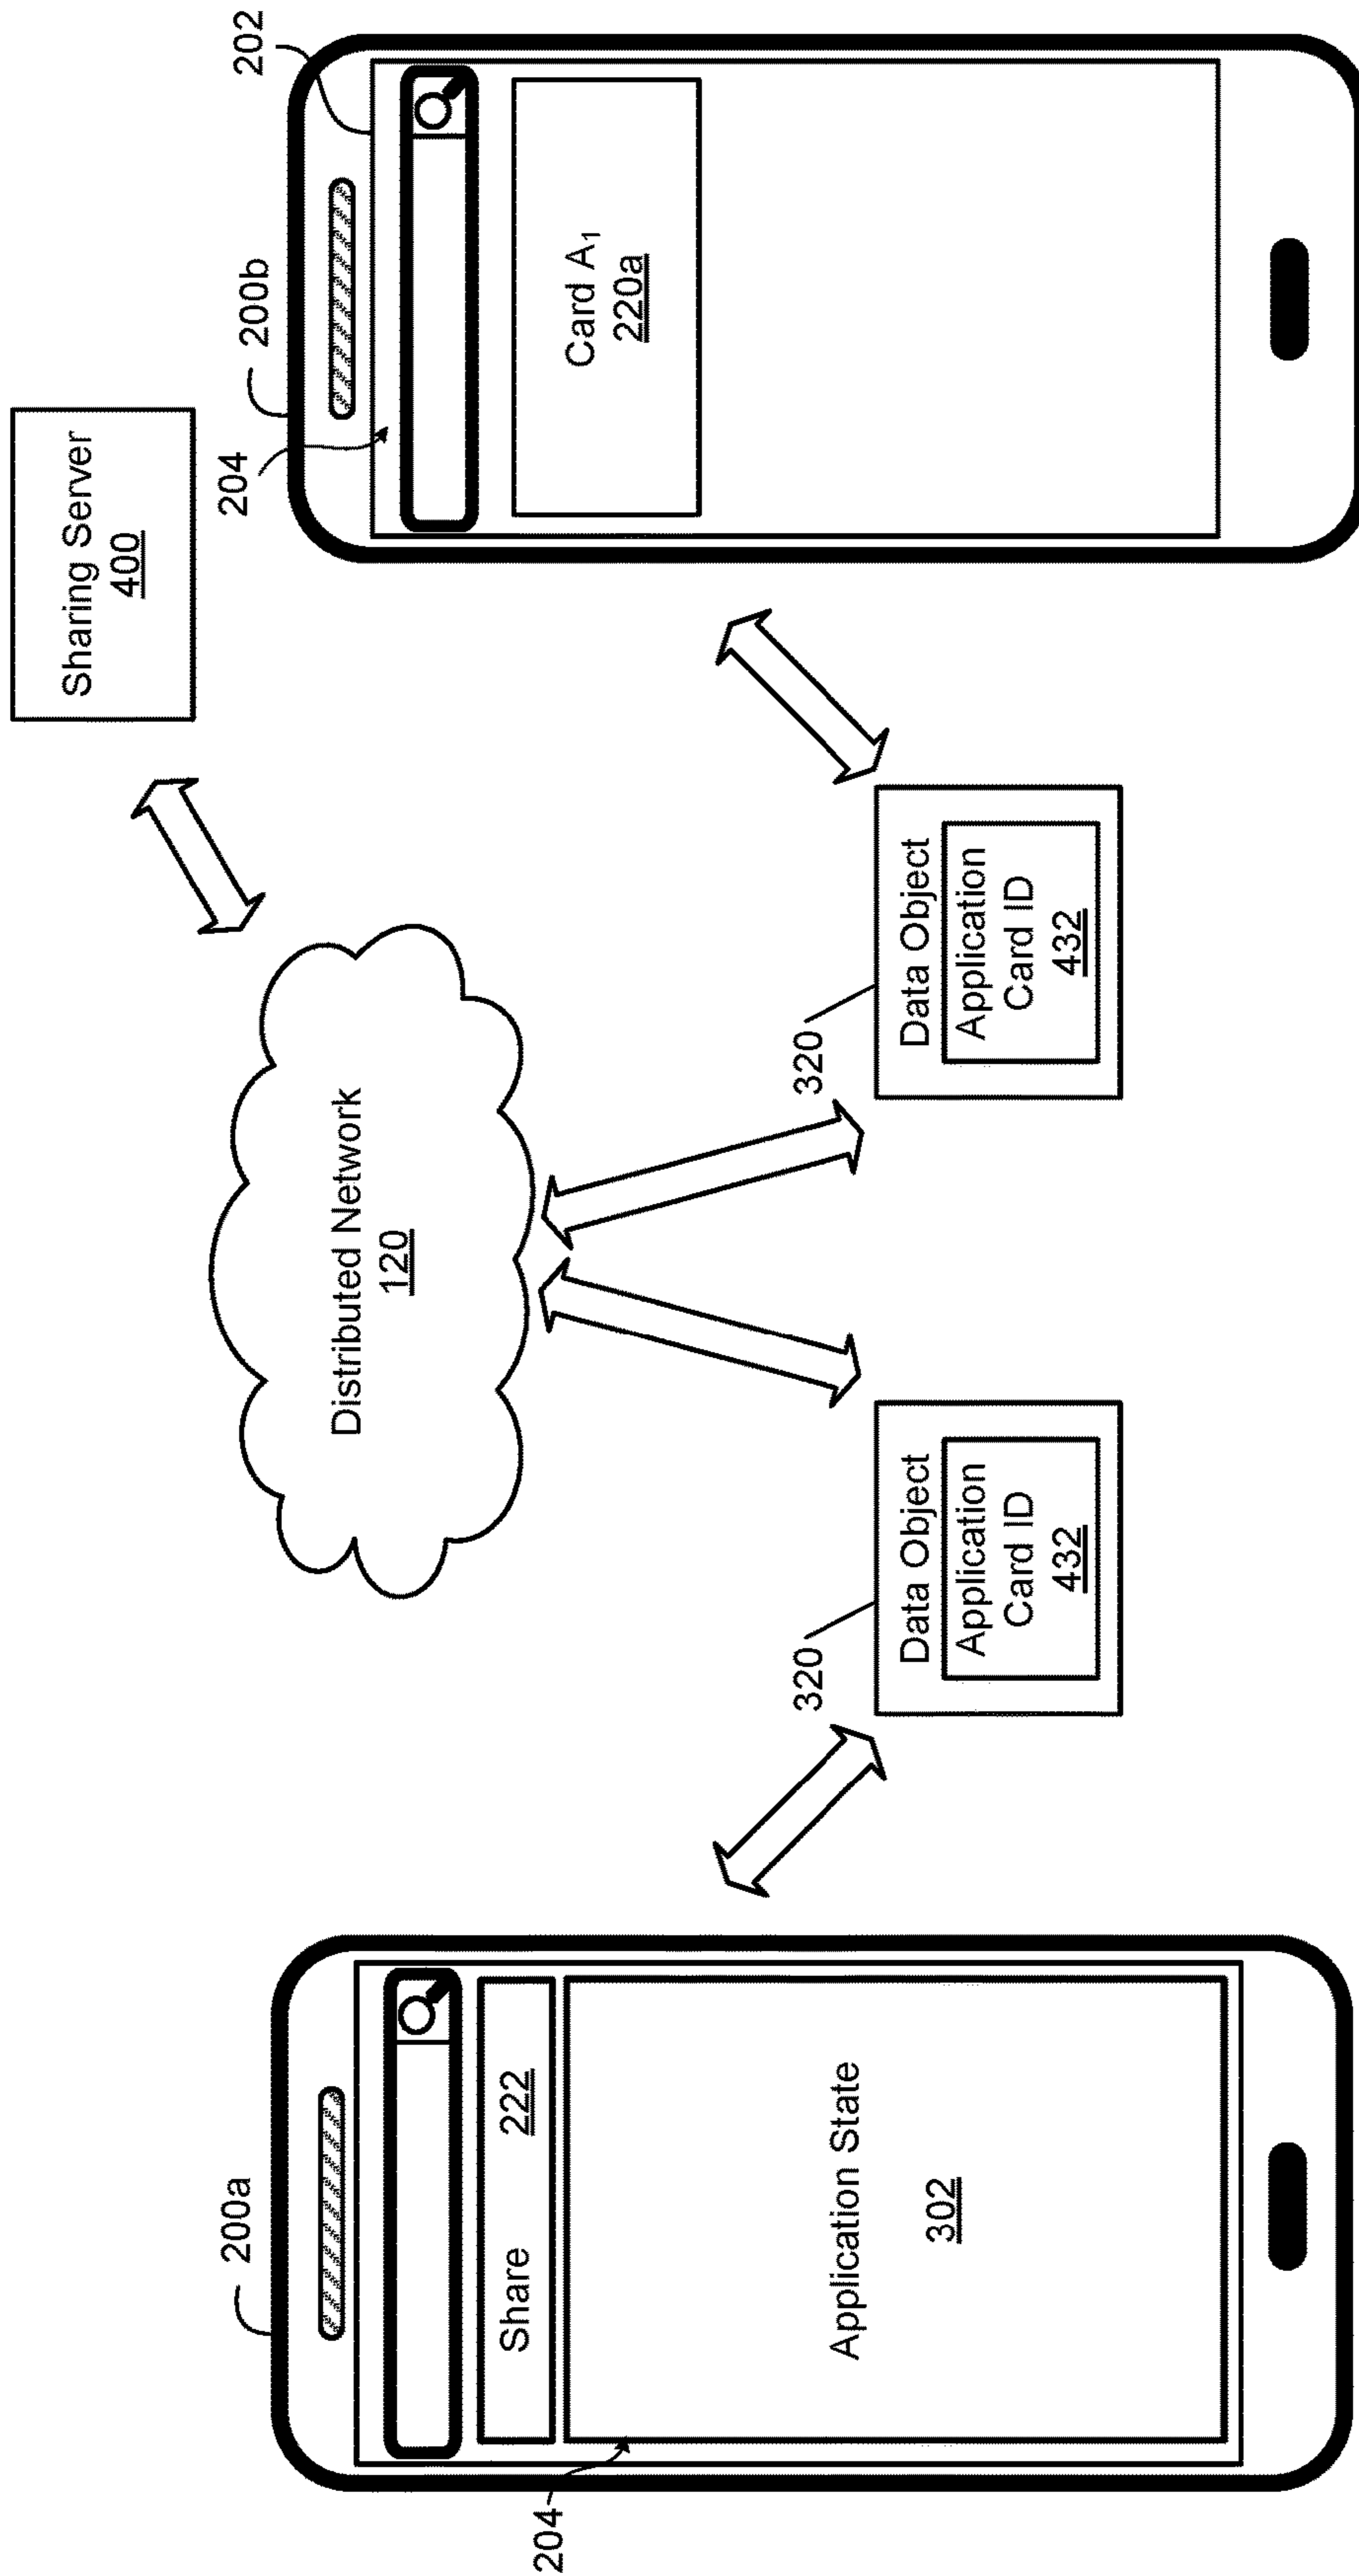 Sharing Server
400
200a
200b
202
204
204
Share 222
Application State
302
Distributed Network
120
Card A₁
220a
320
Data Object
Application
Card ID
432
320
Data Object
Application
Card ID
432